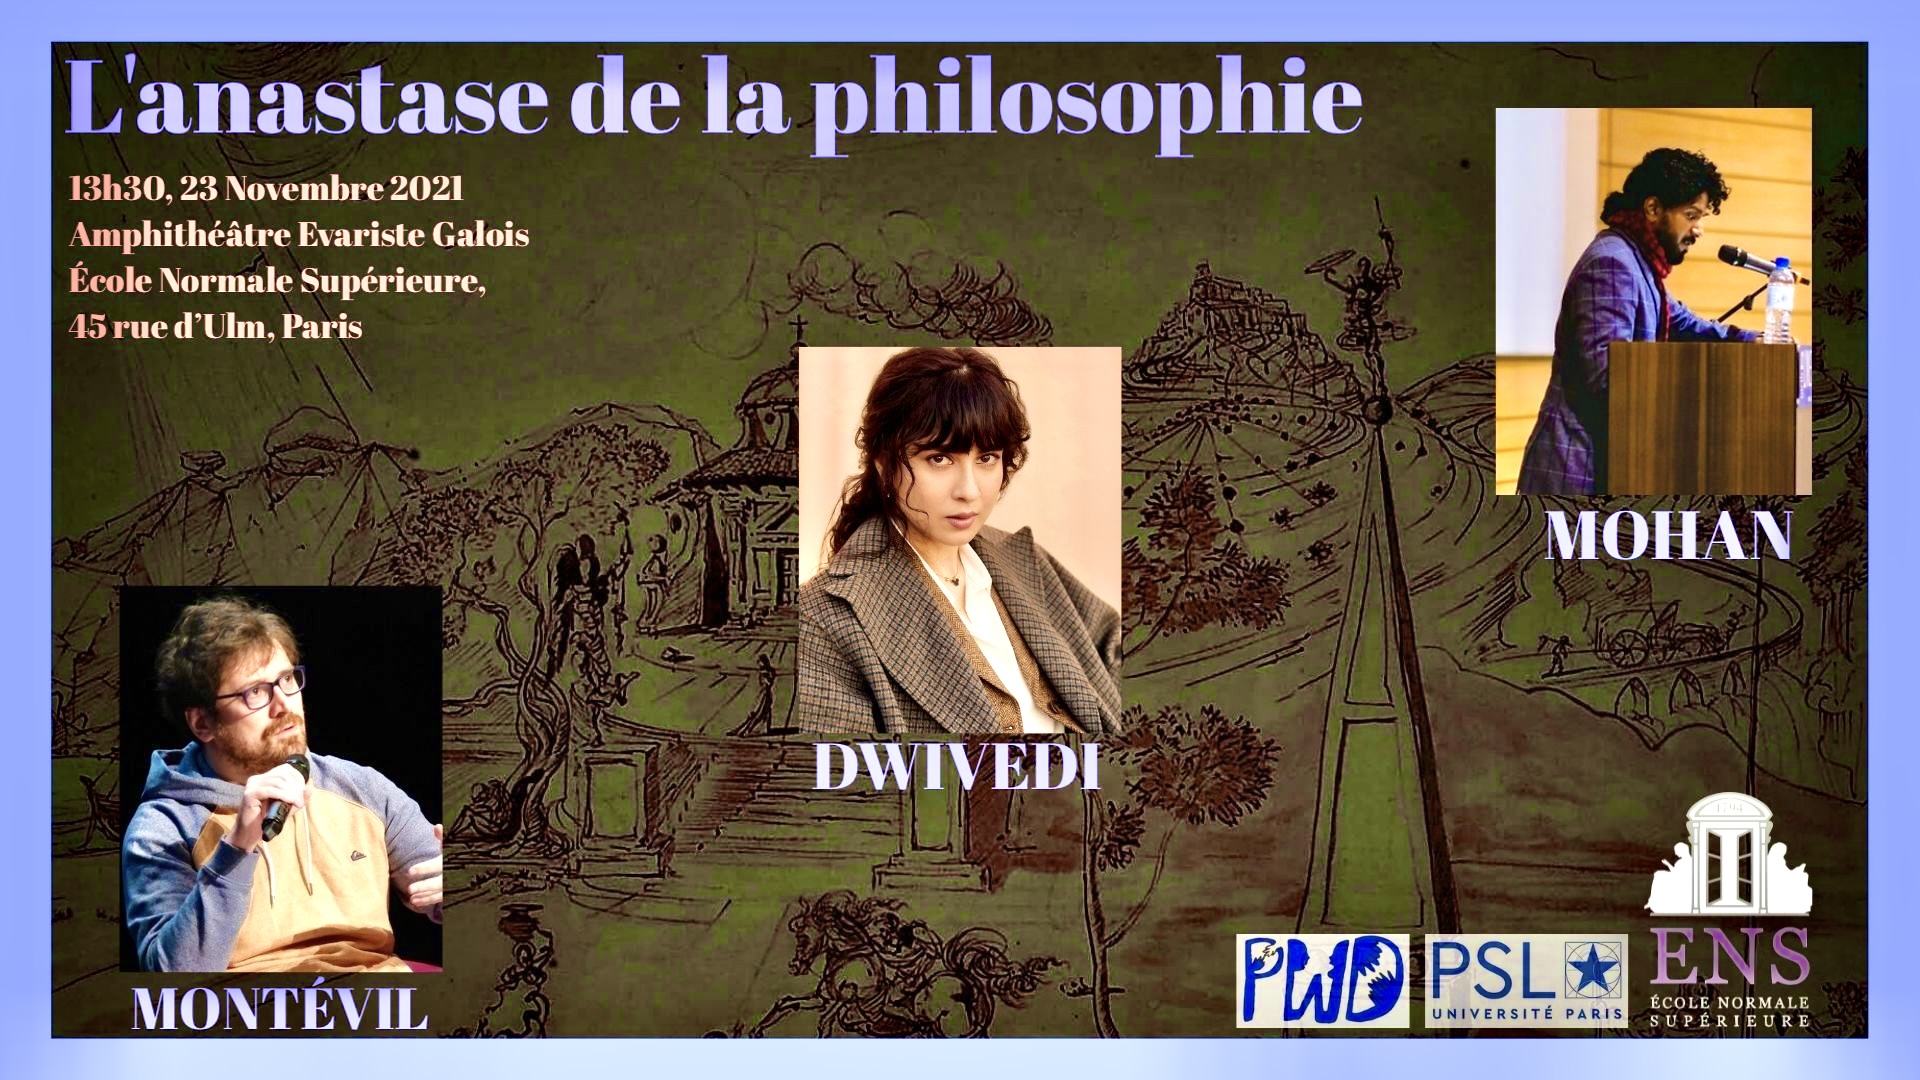 L'anastase de la philosophie
13h30, 23 Novembre 2021
Amphithéâtre Evariste Galois
École Normale Supérieure,
45 rue d’Ulm, Paris
MOHAN
DWIVEDI
MONTÉVIL
PWD
PSL
UNIVERSITÉ PARIS
1794
ENS
ÉCOLE NORMALE
SUPÉRIEURE